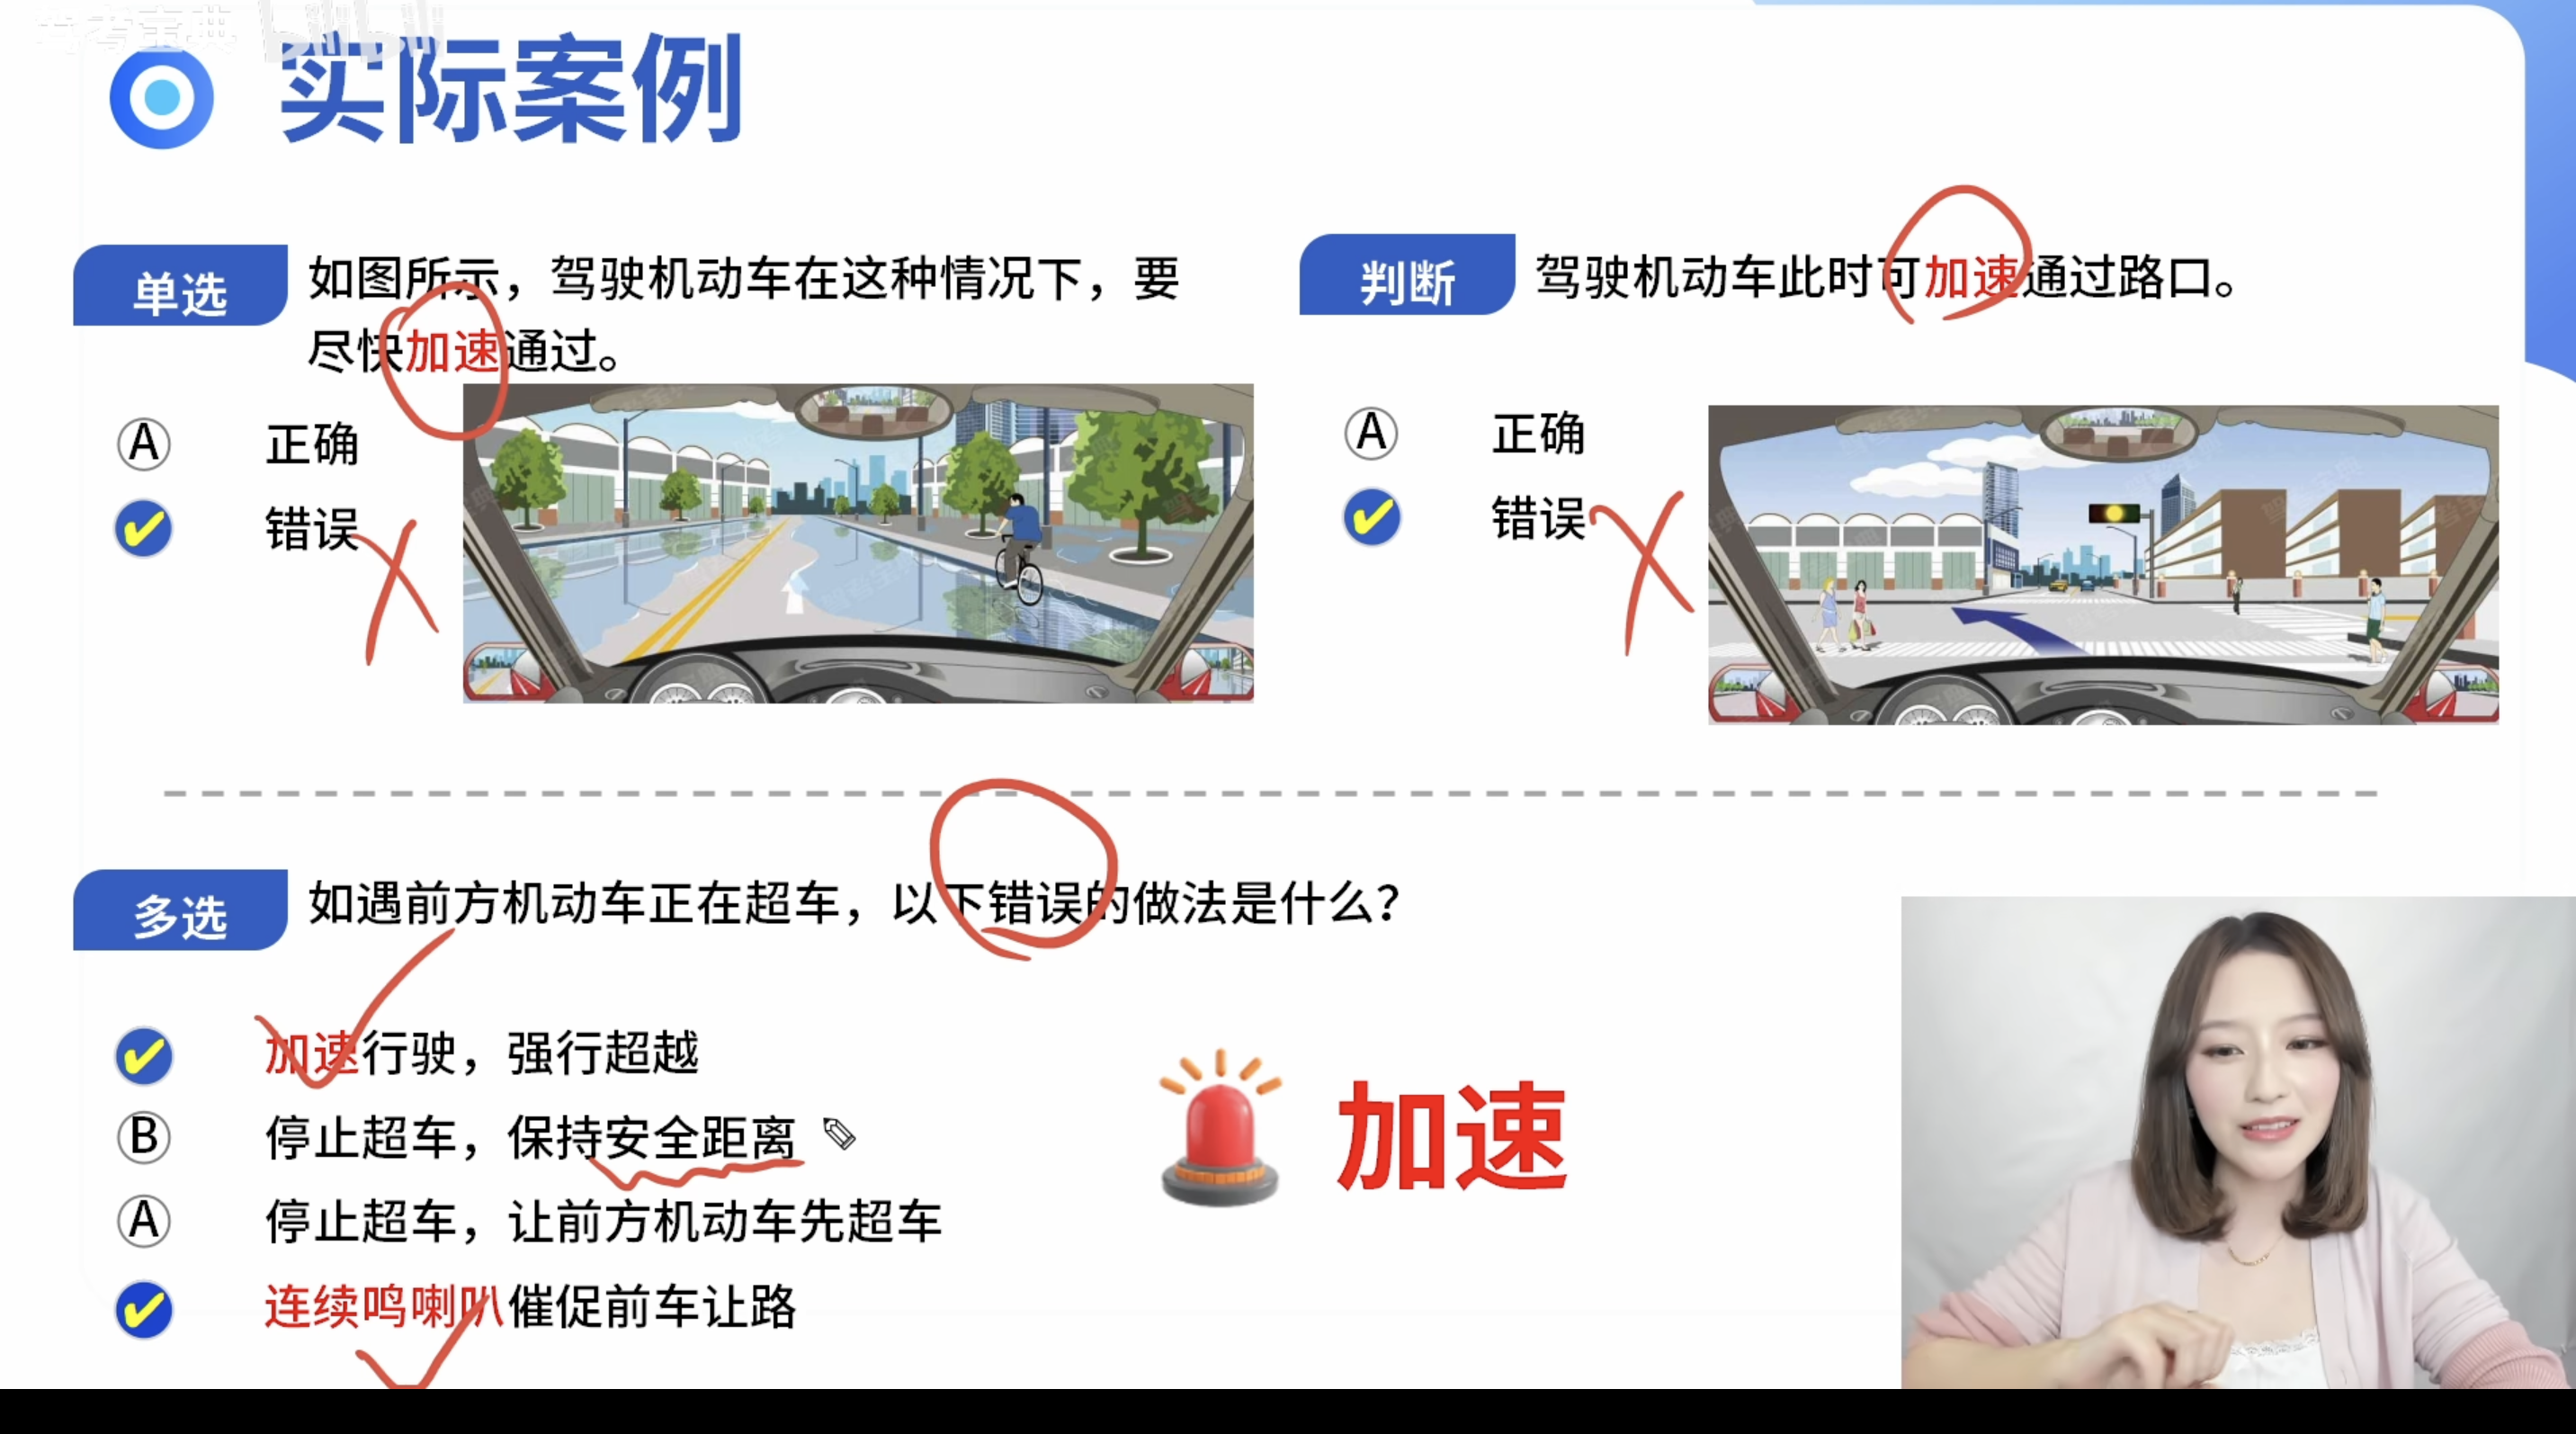 实际案例
单选
如图所示，驾驶机动车在这种情况下，要
尽快加速通过。
A 正确
错误
判断
驾驶机动车此时可加速通过路口。
A 正确
错误
多选
如遇前方机动车正在超车，以下错误的做法是什么？
加速行驶，强行超越
B 停止超车，保持安全距离
A 停止超车，让前方机动车先超车
连续鸣喇叭催促前车让路
加速